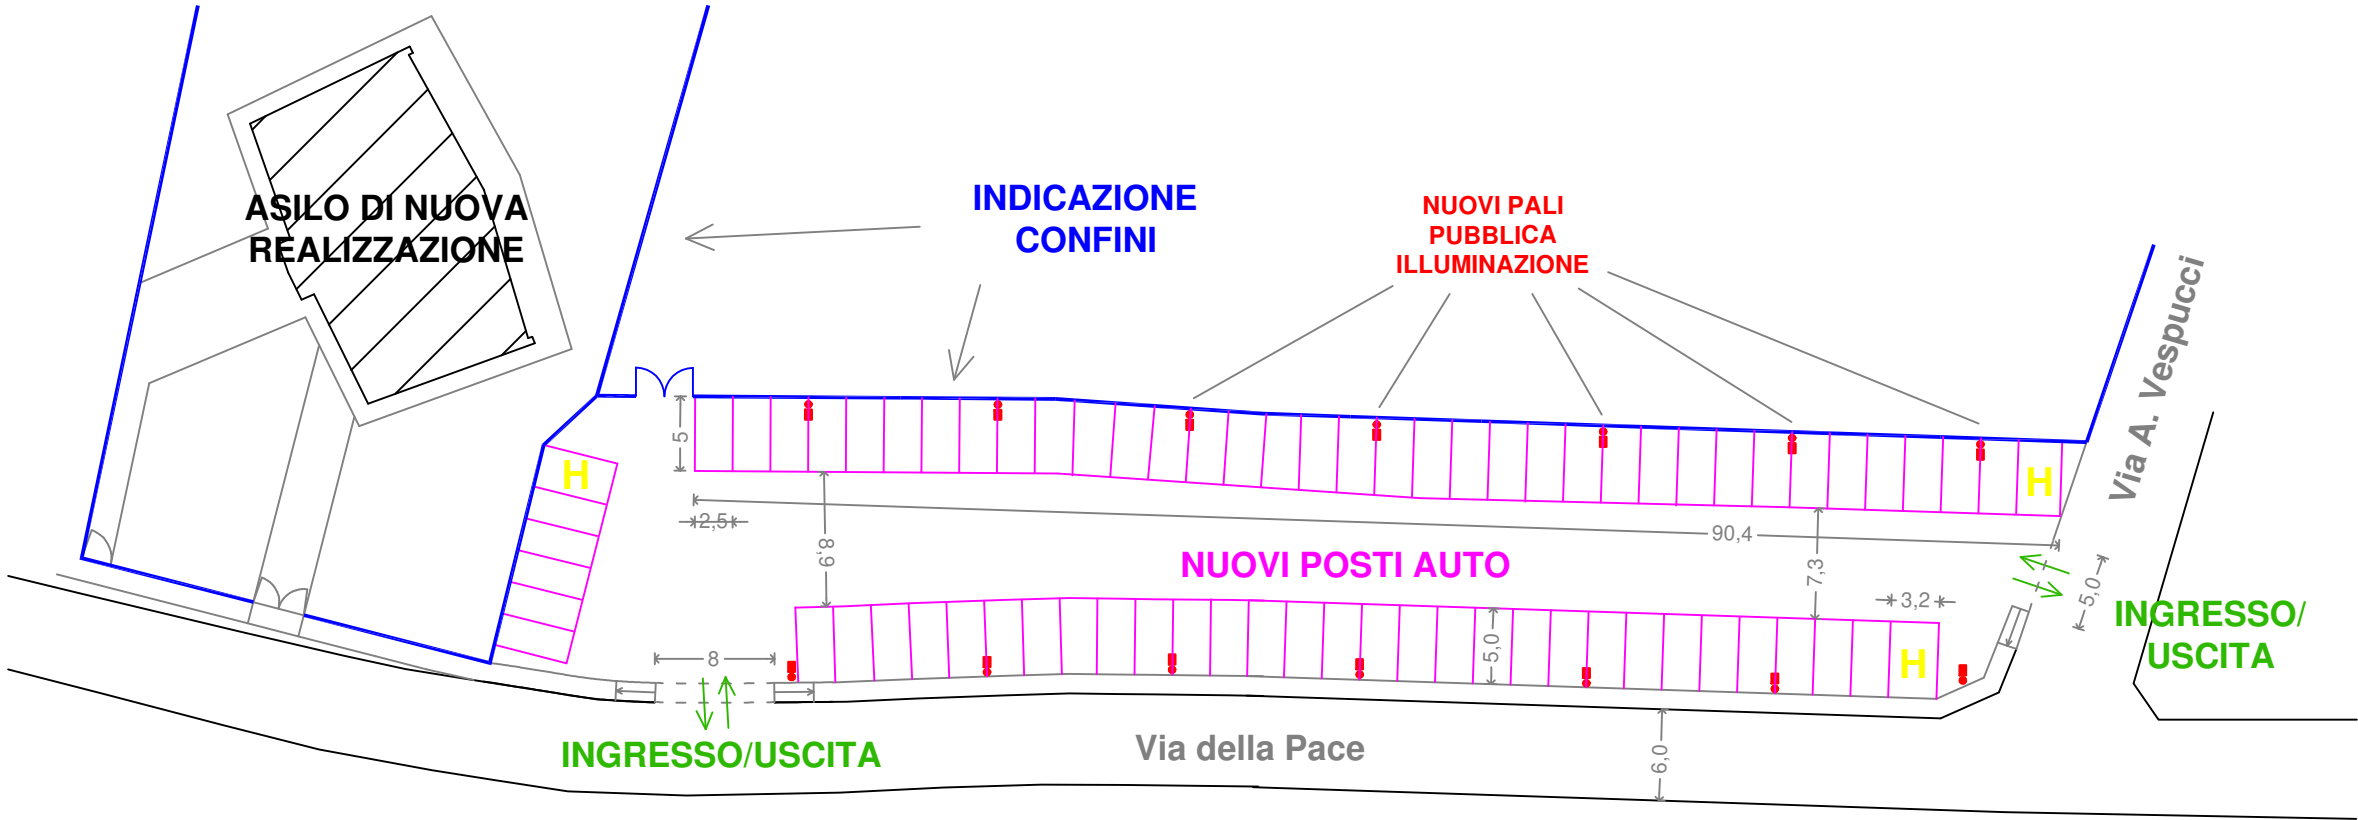 ASILO DI NUOVA
REALIZZAZIONE
INDICAZIONE
CONFINI
NUOVI PALI
PUBBLICA
ILLUMINAZIONE
Via A. Vespucci
H
5
H
2,5
8,9
90,4
NUOVI POSTI AUTO
7,3
3,2
5,0
INGRESSO/
USCITA
5,0
H
8
INGRESSO/USCITA
Via della Pace
6,0